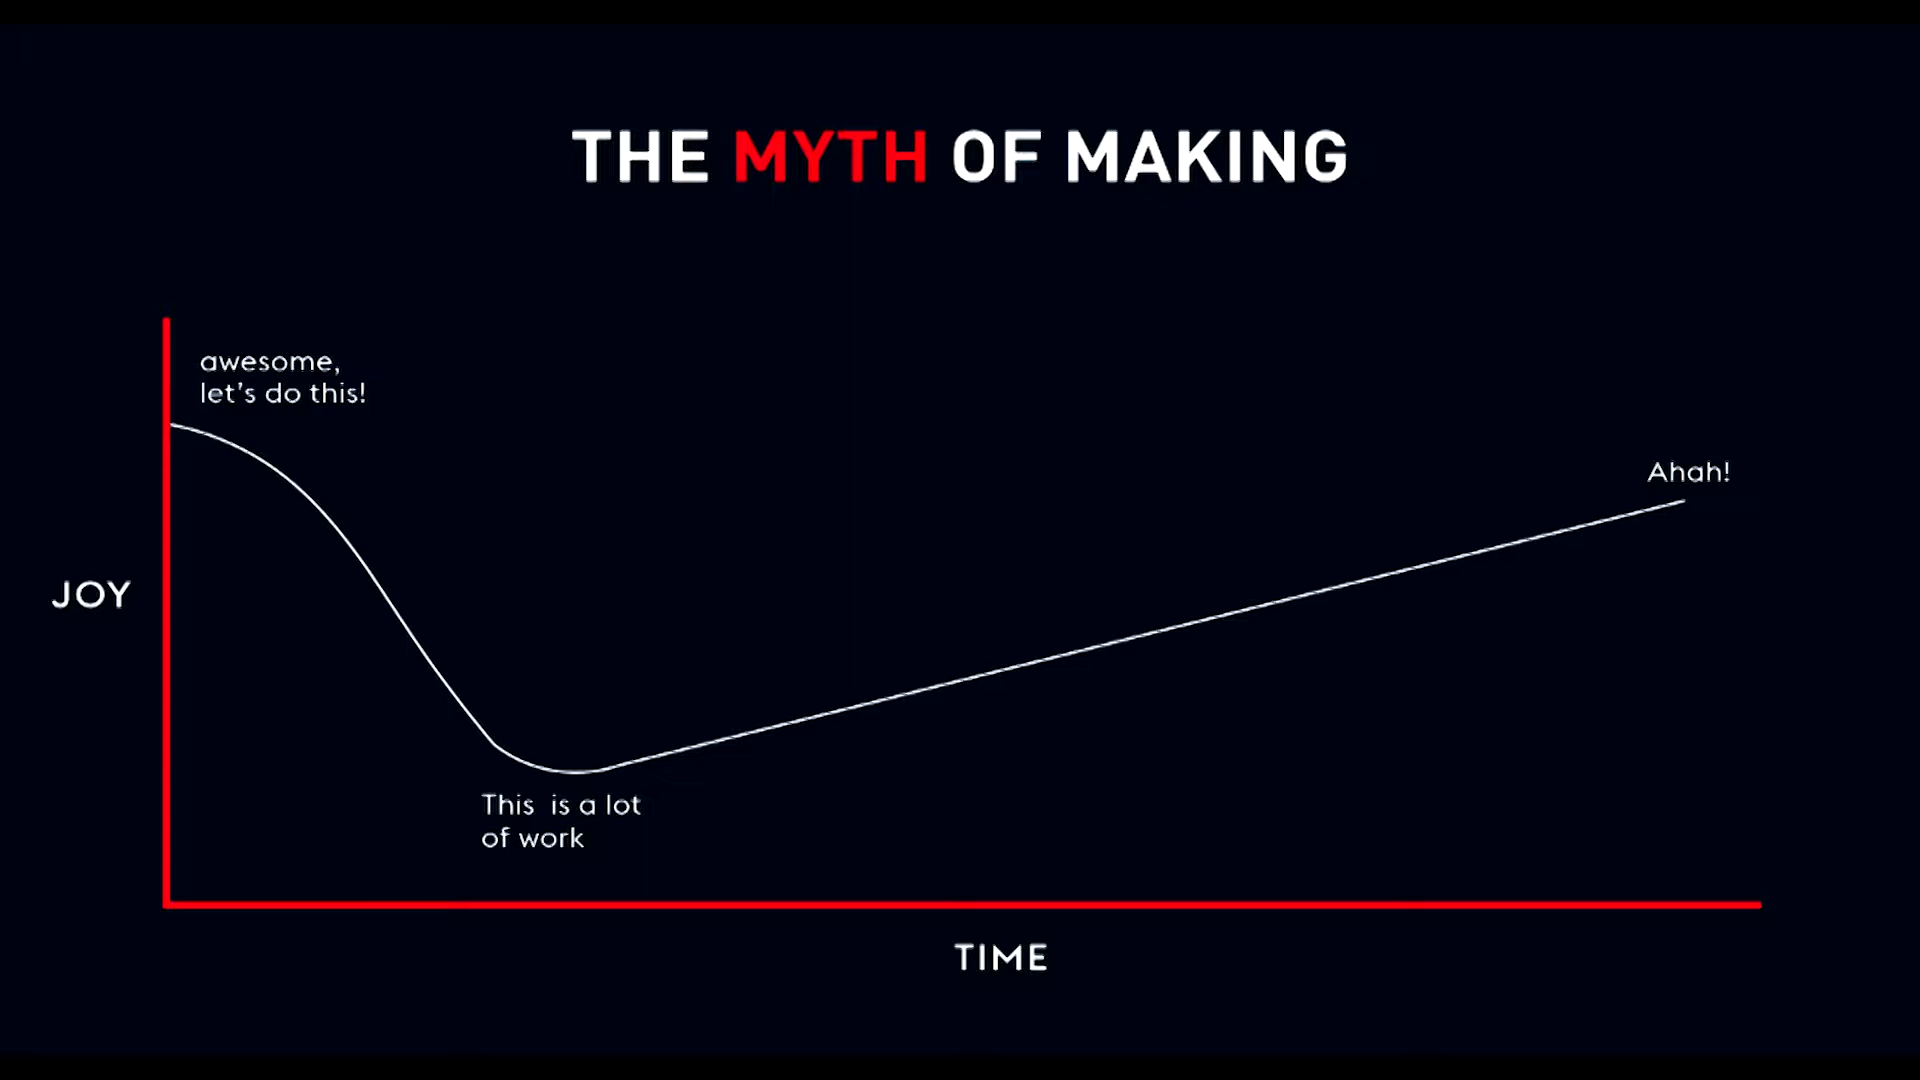 THE MYTH OF MAKING
awesome,
let's do this!
Ahah!
JOY
This is a lot
of work
TIME